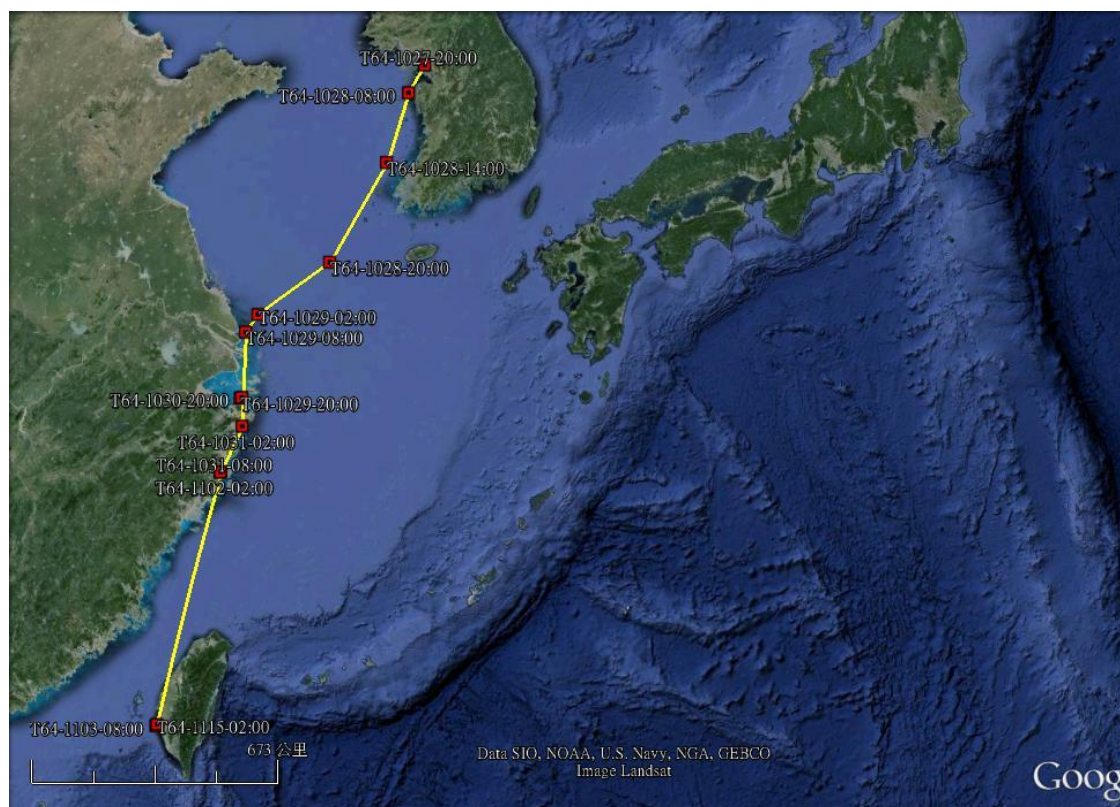 T64-1027-20:00
T64-1028-08:00
T64-1028-14:00
T64-1028-20:00
T64-1029-02:00
T64-1029-08:00
T64-1030-20:00
T64-1029-20:00
T64-1031-02:00
T64-1031-08:00
T64-1102-02:00
T64-1103-08:00
T64-1115-02:00
673 公里
Data SIO, NOAA, U.S. Navy, NGA, GEBCO
Image Landsat
Goog